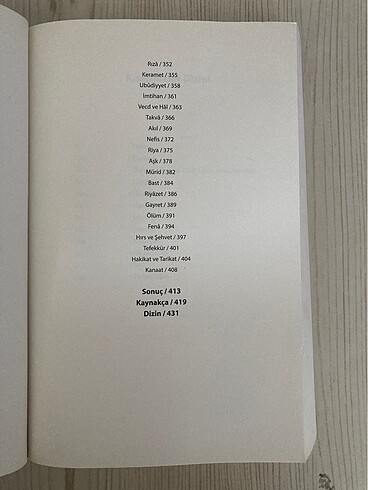 Rızâ / 352
Keramet / 355
Ubûdiyyet / 358
İmtihan / 361
Vecd ve Hâl / 363
Takvâ / 366
Akıl / 369
Nefis / 372
Riya / 375
Aşk / 378
Mürid / 382
Bast / 384
Riyâzet / 386
Gayret / 389
Ölüm / 391
Fenâ / 394
Hırs ve Şehvet / 397
Tefekkür / 401
Hakikat ve Tarikat / 404
Kanaat / 408
Sonuç / 413
Kaynakça / 419
Dizin / 431